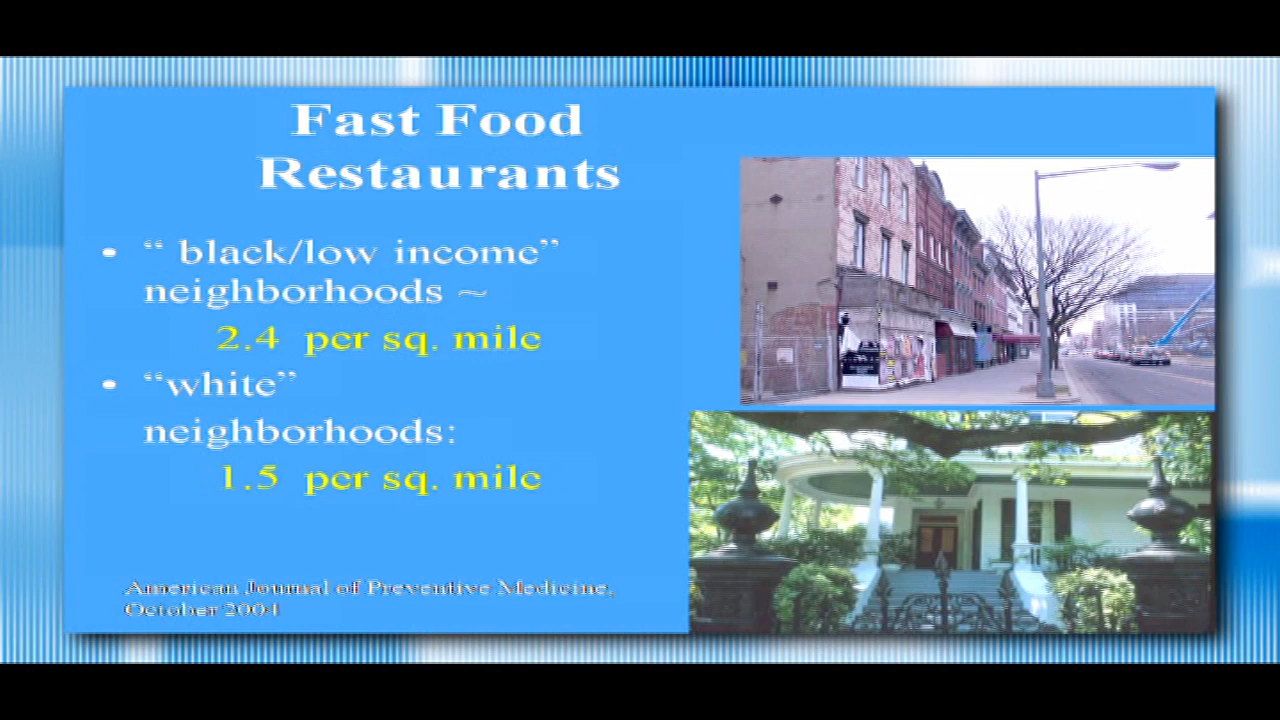 Fast Food
Restaurants
• “ black/low income”
neighborhoods ~
2.4 per sq. mile
• “white”
neighborhoods:
1.5 per sq. mile
American Journal of Preventive Medicine,
October 2004